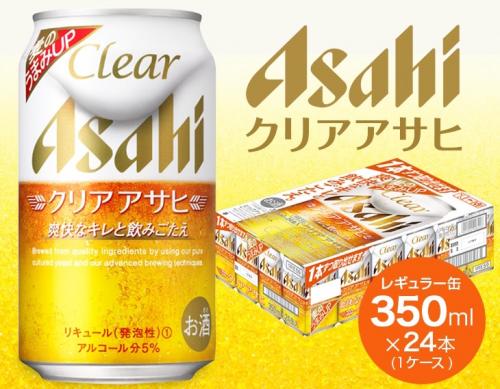 麦の
うまみUP
Clear
Asahi
クリアアサヒ
爽快なキレと飲みごたえ
Brewed from quality ingredients by using our pure
cultured yeast and our advanced brewing techniques.
リキュール(発泡性)①
アルコール分5%
お酒
Asahi
クリアアサヒ
Clear
Asahi
レギュラー缶
350ml
×24本
(1ケース)